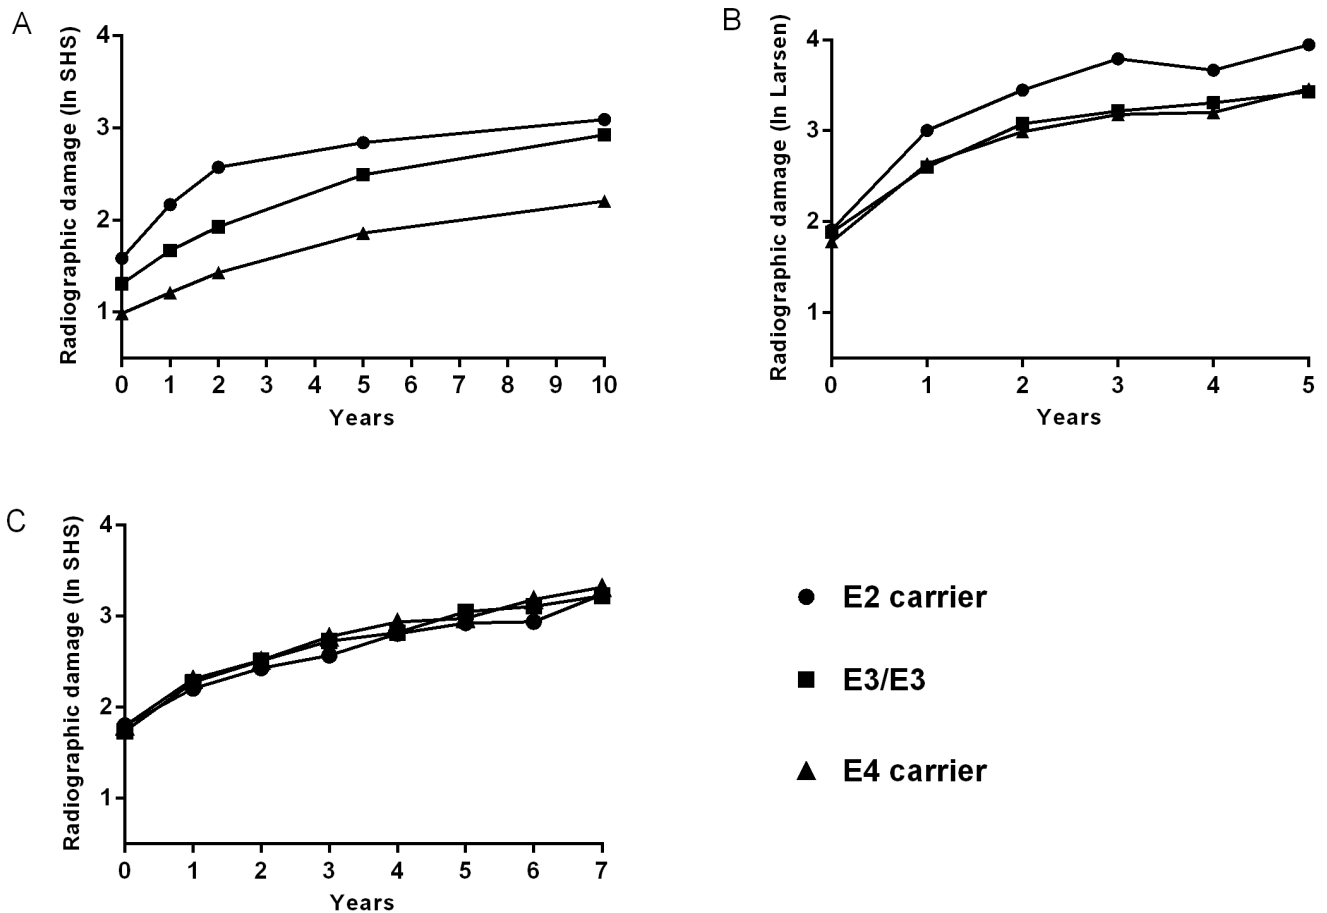 A
Radiographic damage (ln SHS)
4
3
2
1
0 1 2 3 4 5 6 7 8 9 10
Years
B
Radiographic damage (ln Larsen)
4
3
2
1
0 1 2 3 4 5
Years
C
Radiographic damage (ln SHS)
4
3
2
1
0 1 2 3 4 5 6 7
Years
E2 carrier
E3/E3
E4 carrier